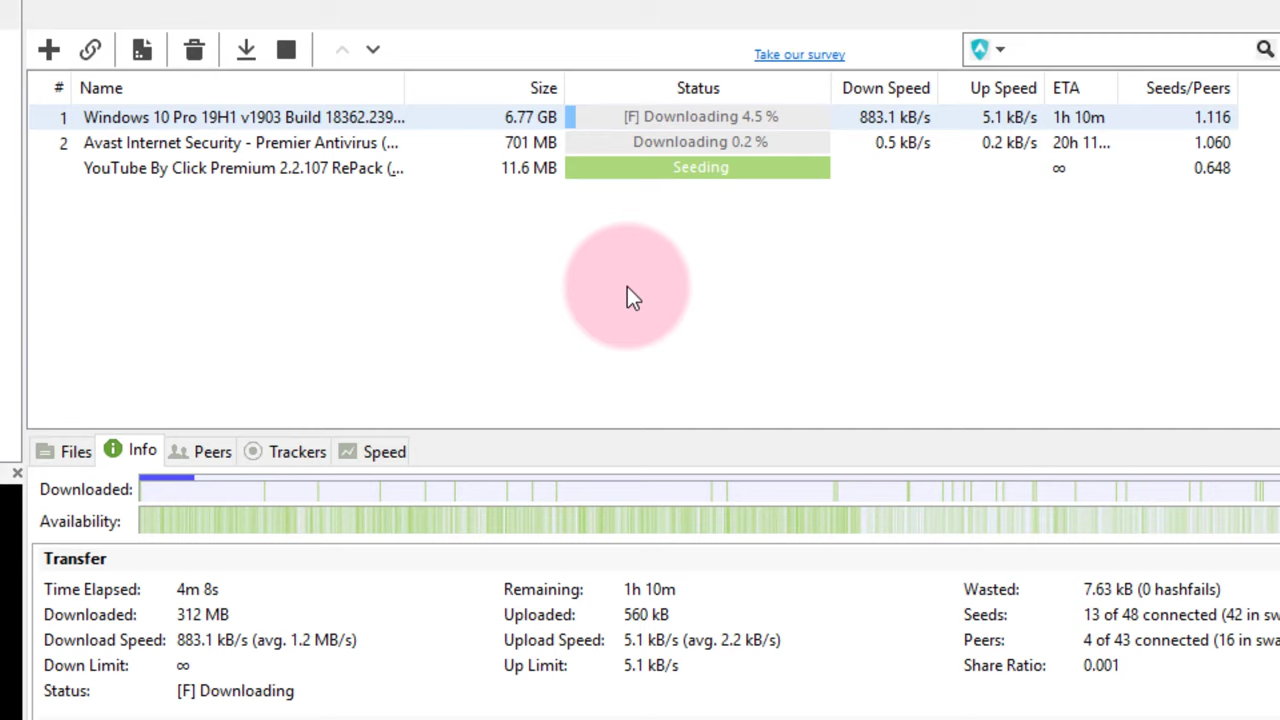 Take our survey
# Name Size Status Down Speed Up Speed ETA Seeds/Peers
1 Windows 10 Pro 19H1 v1903 Build 18362.239... 6.77 GB [F] Downloading 4.5 % 883.1 kB/s 5.1 kB/s 1h 10m 1.116
2 Avast Internet Security - Premier Antivirus (... 701 MB Downloading 0.2 % 0.5 kB/s 0.2 kB/s 20h 11... 1.060
YouTube By Click Premium 2.2.107 RePack (... 11.6 MB Seeding ∞ 0.648
Files Info Peers Trackers Speed
Downloaded:
Availability:
Transfer
Time Elapsed: 4m 8s Remaining: 1h 10m Wasted: 7.63 kB (0 hashfails)
Downloaded: 312 MB Uploaded: 560 kB Seeds: 13 of 48 connected (42 in sw
Download Speed: 883.1 kB/s (avg. 1.2 MB/s) Upload Speed: 5.1 kB/s (avg. 2.2 kB/s) Peers: 4 of 43 connected (16 in swa
Down Limit: ∞ Up Limit: 5.1 kB/s Share Ratio: 0.001
Status: [F] Downloading